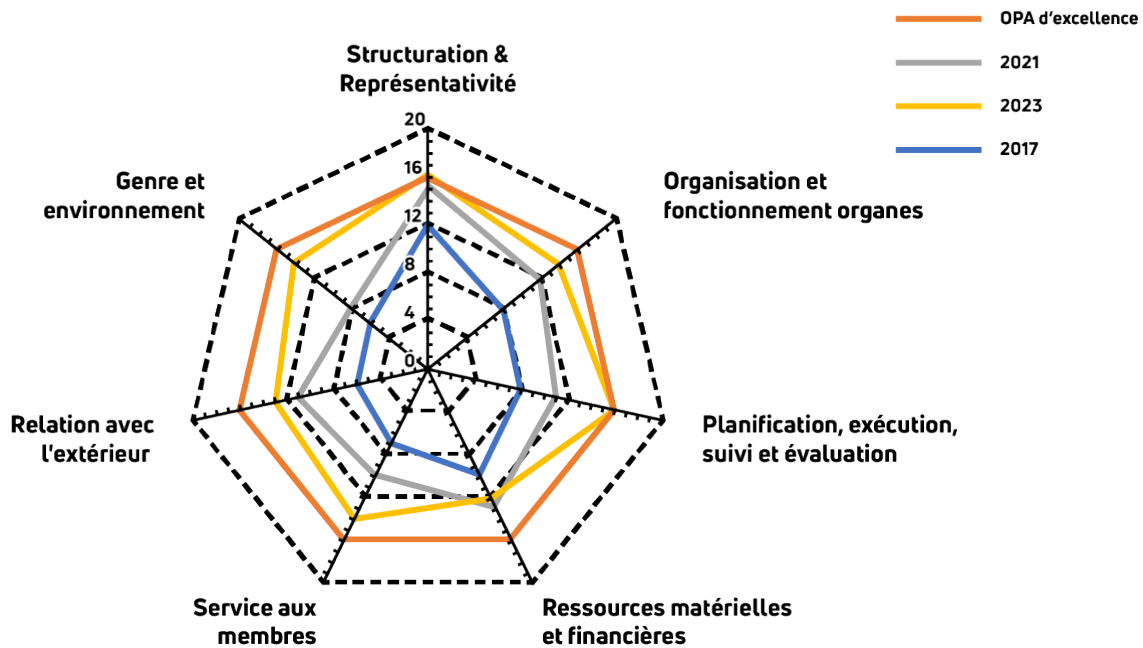 OPA d'excellence
2021
2023
2017
Structuration &
Représentativité
Organisation et
fonctionnement organes
Planification, exécution,
suivi et évaluation
Ressources matérielles
et financières
Service aux
membres
Relation avec
l'extérieur
Genre et
environnement
20
16
12
8
4
0